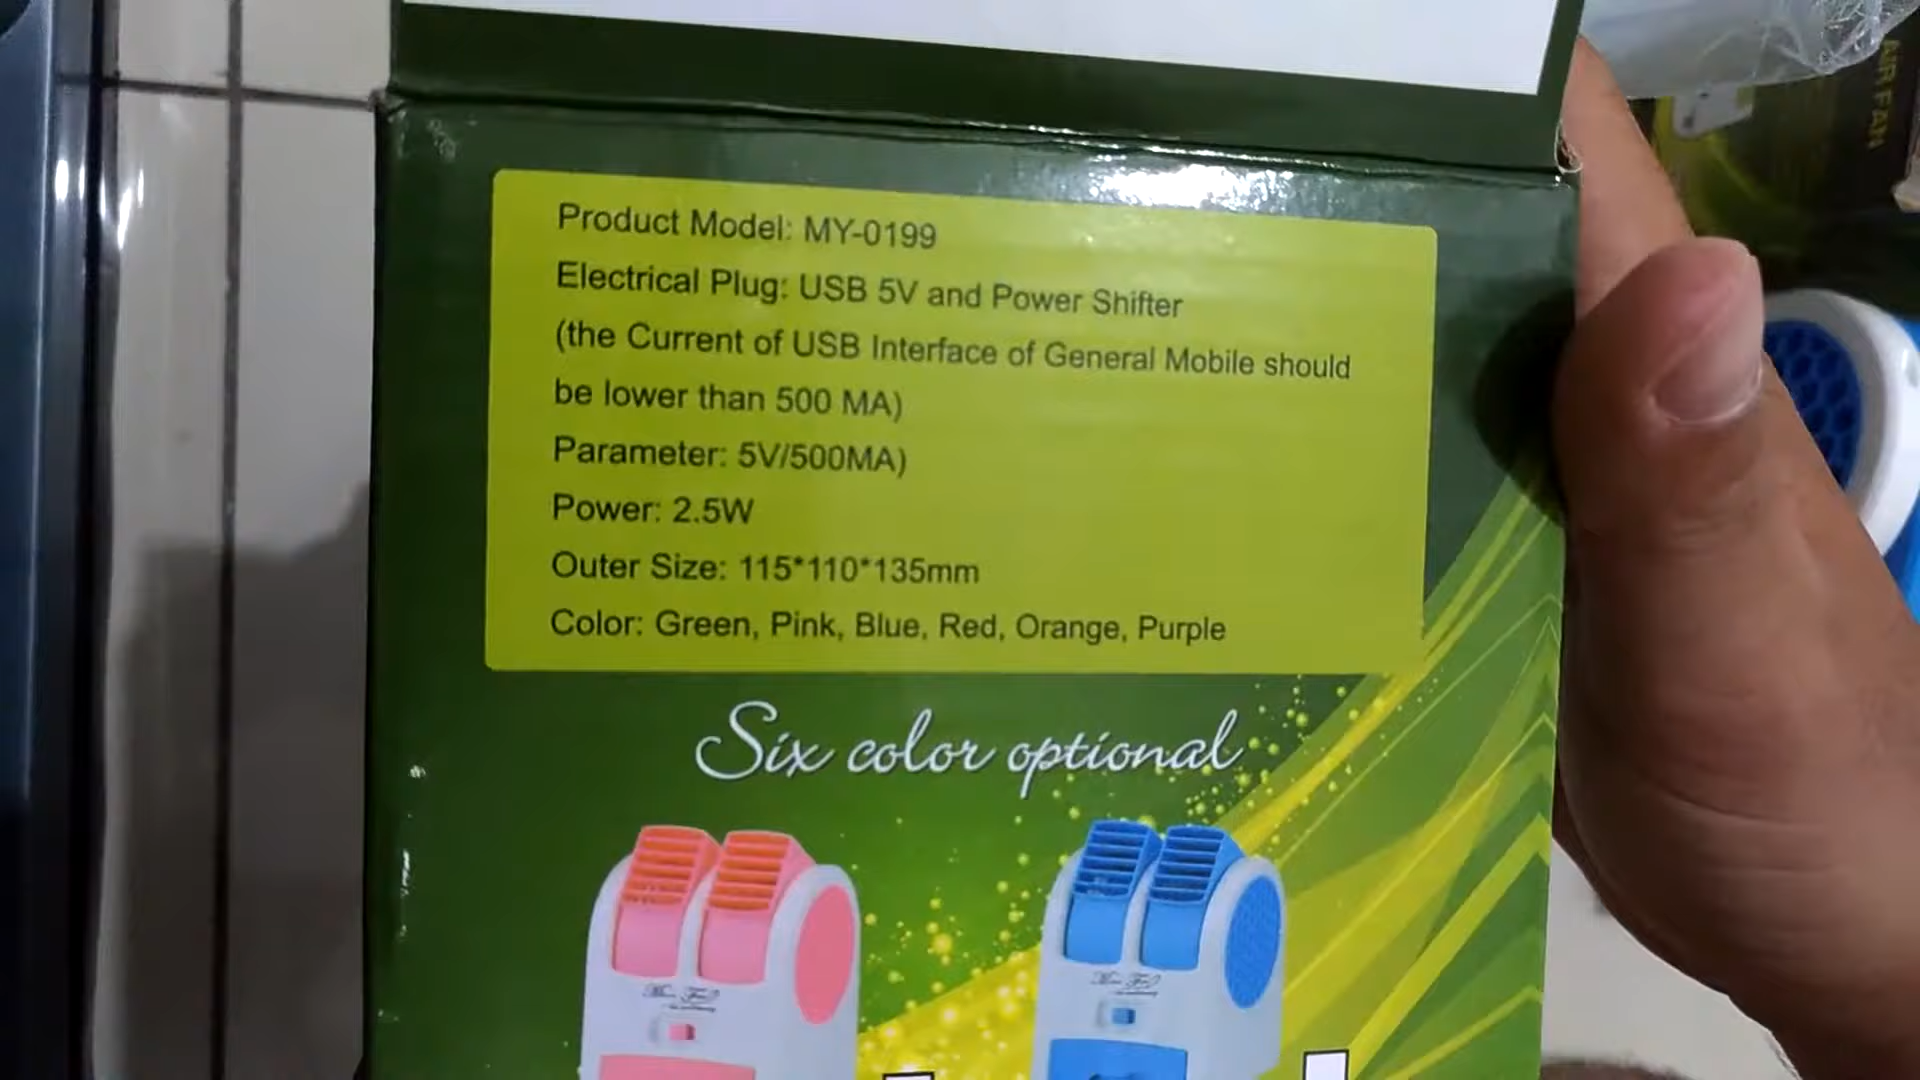 AIR FAN
Product Model: MY-0199
Electrical Plug: USB 5V and Power Shifter
(the Current of USB Interface of General Mobile should
be lower than 500 MA)
Parameter: 5V/500MA)
Power: 2.5W
Outer Size: 115*110*135mm
Color: Green, Pink, Blue, Red, Orange, Purple
Six color optional